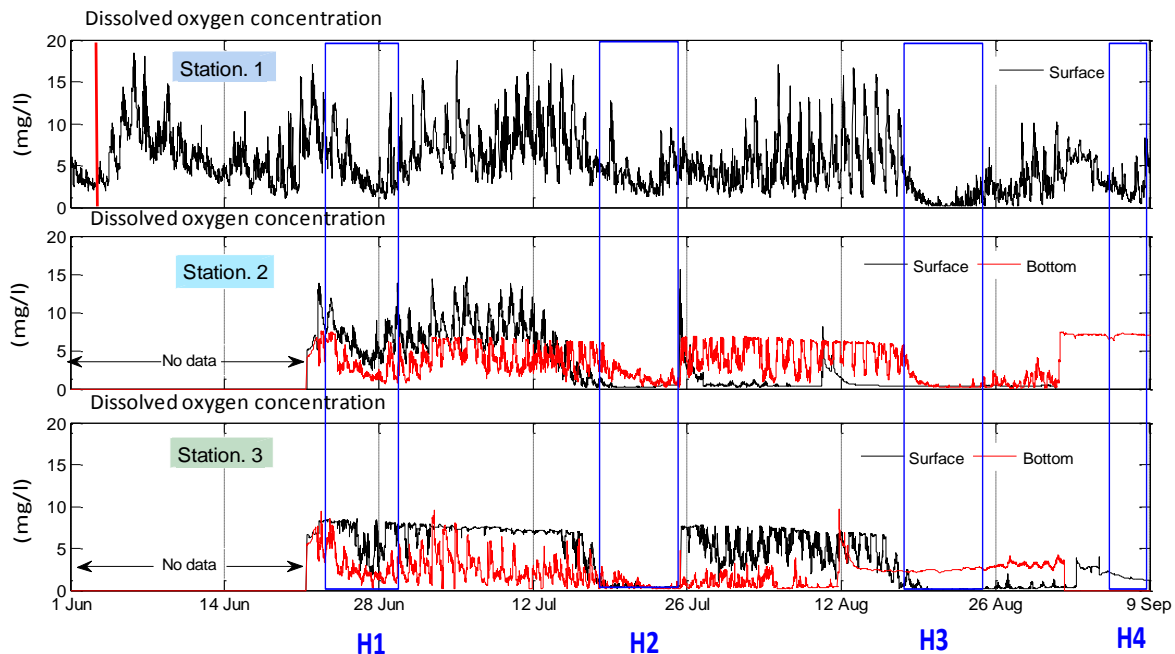 Dissolved oxygen concentration
(mg/l)
20
15
10
5
0
Station. 1
Surface
Dissolved oxygen concentration
(mg/l)
20
15
10
5
0
Station. 2
Surface Bottom
No data
Dissolved oxygen concentration
(mg/l)
20
15
10
5
0
Station. 3
Surface Bottom
No data
1 Jun 14 Jun 28 Jun 12 Jul 26 Jul 12 Aug 26 Aug 9 Sep
H1 H2 H3 H4